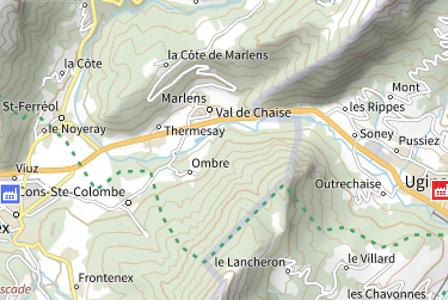 la Côte
la Côte de Marlens
Mont
Marlens
St-Ferréol
Val de Chaise
les Rippes
le Noyeray
Thermesay
Soney
Pussiez
Viuz
Ombre
Outrechaise
Ugine
ons-Ste-Colombe
ex
le Villard
le Lancheron
Frontenex
scade
les Chavonnes